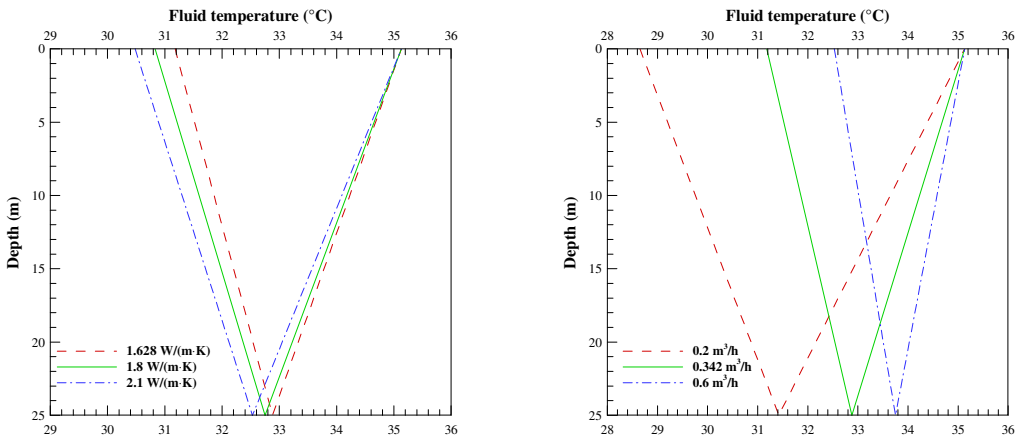 Fluid temperature (°C)
29 30 31 32 33 34 35 36
0
5
10
15
20
25
Depth (m)
1.628 W/(m·K)
1.8 W/(m·K)
2.1 W/(m·K)
29 30 31 32 33 34 35 36
Fluid temperature (°C)
28 29 30 31 32 33 34 35 36
0
5
10
15
20
25
Depth (m)
0.2 m³/h
0.342 m³/h
0.6 m³/h
28 29 30 31 32 33 34 35 36